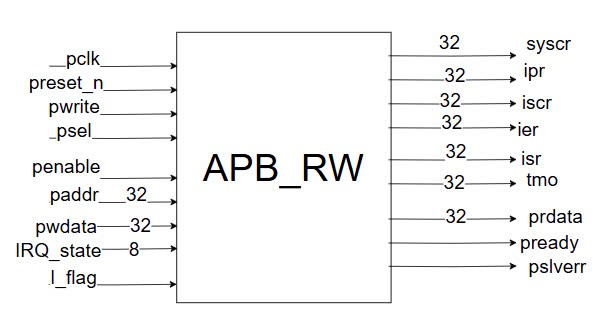 pclk
preset_n
pwrite
psel
penable
paddr 32
pwdata 32
IRQ_state 8
I_flag
APB_RW
32 syscr
32 ipr
32 iscr
32 ier
32 isr
32 tmo
32 prdata
pready
pslverr